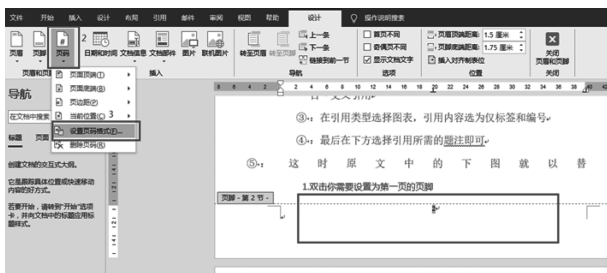 文件 开始 插入 设计 布局 引用 邮件 审阅 视图 帮助 设计 操作说明搜索
页眉 页脚 页码 2 日期和时间 文档信息 文档部件 图片 联机图片 转至页眉 转至页脚
上一条
下一条
链接到前一节
首页不同
奇偶页不同
显示文档文字
页眉顶端距离: 1.5 厘米
页脚底端距离: 1.75 厘米
插入对齐制表位
关闭
页眉和页脚
插入 导航 选项 位置 关闭
页面顶端(T)
页面底端(B)
页边距(P)
当前位置(C) 3
设置页码格式(F)...
删除页码(R)
导航
在文档中搜索
标题 页面
创建文档的交互式大纲。
它是跟踪具体位置或快速移动
内容的好方式。
若要开始，请转到“开始”选项
卡，并向文档中的标题应用标
题样式。
③ 在引用类型选择图表，引用内容选为仅标签和编号
④ 最后在下方选择引用所需的题注即可
⑤ 这时原文中的下图就以替
1.双击你需要设置为第一页的页脚
页脚 - 第 2 节 -